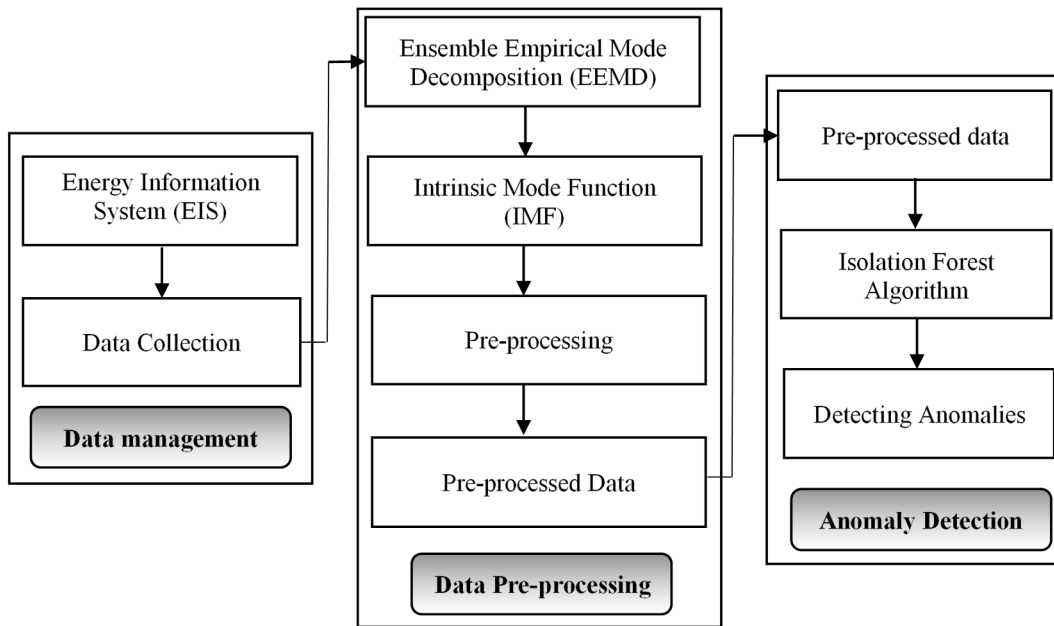 Energy Information
System (EIS)
Data Collection
Data management
Ensemble Empirical Mode
Decomposition (EEMD)
Intrinsic Mode Function
(IMF)
Pre-processing
Pre-processed Data
Data Pre-processing
Pre-processed data
Isolation Forest
Algorithm
Detecting Anomalies
Anomaly Detection